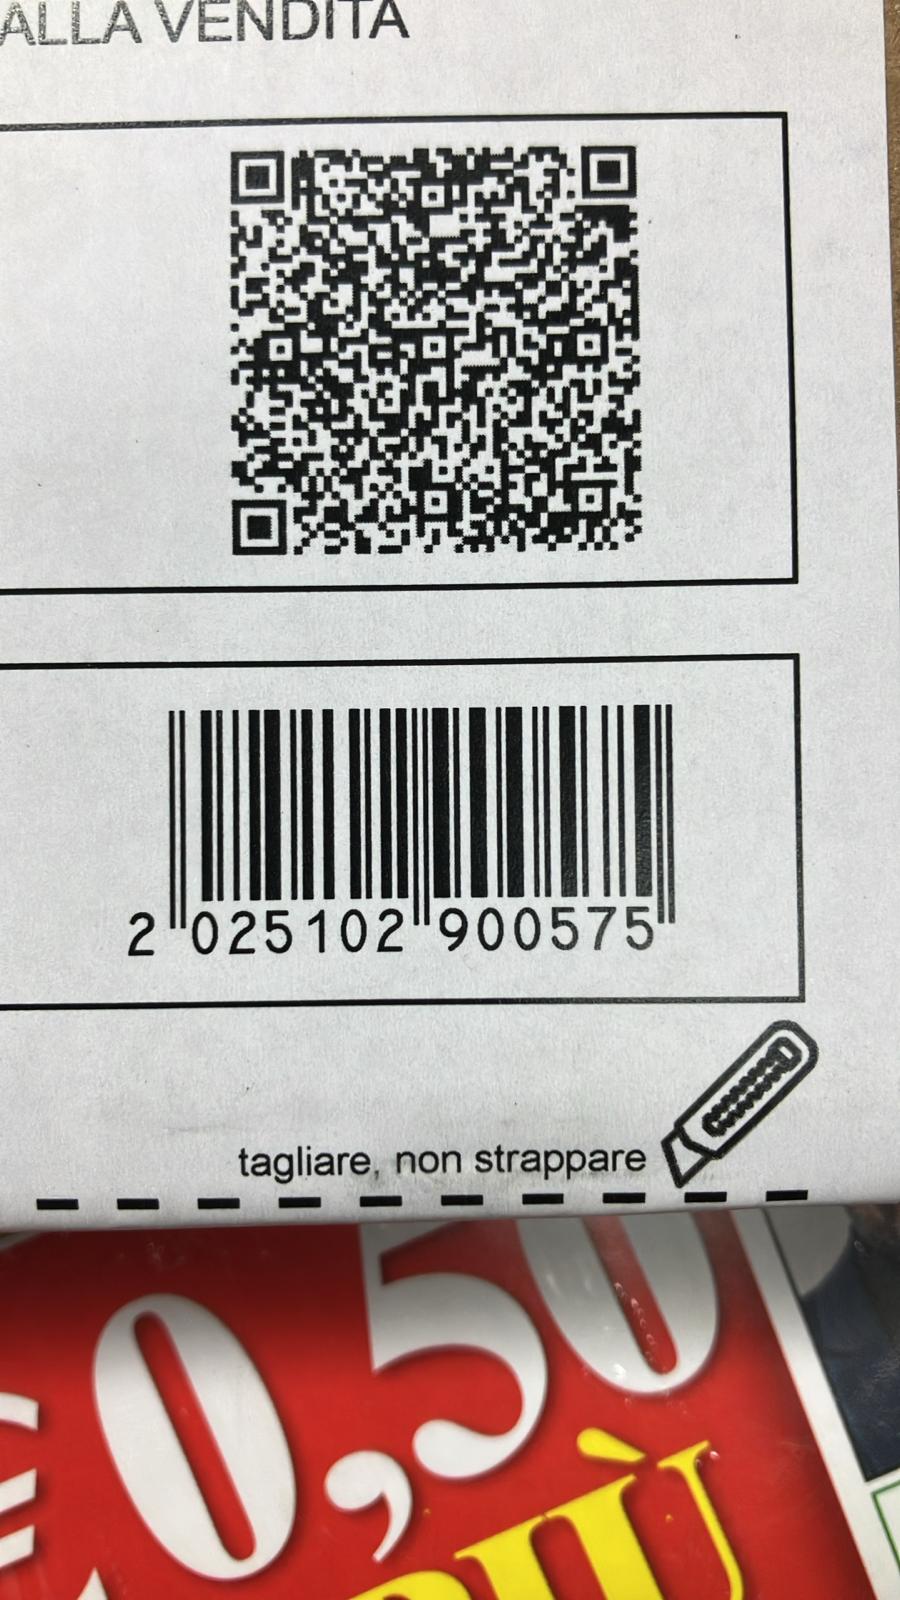 ALLA VENDITA
2 025102 900575
tagliare, non strappare
€ 0,50
PIÙ